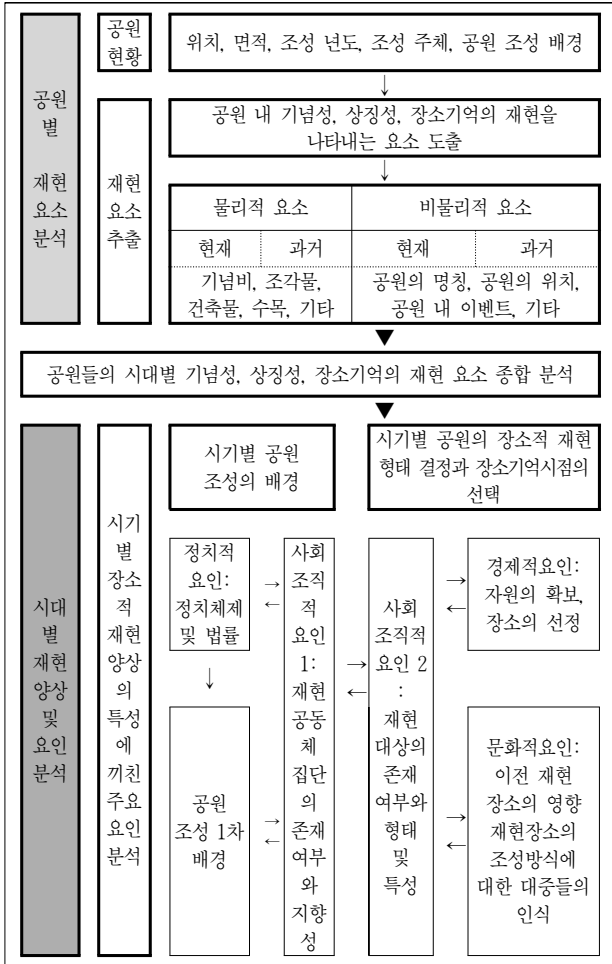 공원
별
재현
요소
분석
공원
현황
위치, 면적, 조성 년도, 조성 주체, 공원 조성 배경
↓
재현
요소
추출
공원 내 기념성, 상징성, 장소기억의 재현을
나타내는 요소 도출
↓
물리적 요소
비물리적 요소
현재
과거
현재
과거
기념비, 조각물,
건축물, 수목, 기타
공원의 명칭, 공원의 위치,
공원 내 이벤트, 기타
▼
공원들의 시대별 기념성, 상징성, 장소기억의 재현 요소 종합 분석
▼
시대
별
재현
양상
및
요인
분석
시기
별
장소
적
재현
양상
의
특성
에
끼친
주요
요인
분석
시기별 공원
조성의 배경
시기별 공원의 장소적 재현
형태 결정과 장소기억시점의
선택
정치적
요인:
정치체제
및 법률
→
←
↓
공원
조성 1차
배경
→
←
사회
조직
적
요인
1:
재현
공동
체
집단
의
존재
여부
와
지향
성
→
←
사회
조직적
요인 2
:
재현
대상의
존재
여부와
형태
및
특성
→
←
경제적요인:
자원의 확보,
장소의 선정
→
←
문화적요인:
이전 재현
장소의 영향
재현장소의
조성방식에
대한 대중들의
인식